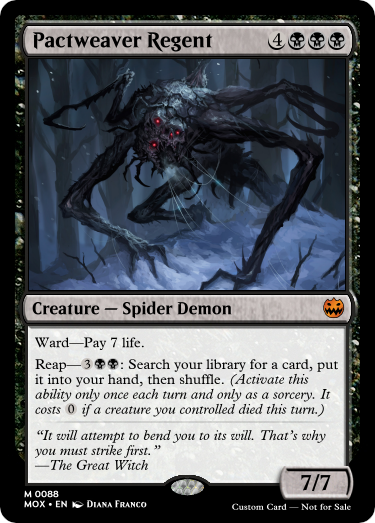 Pactweaver Regent 4
Creature — Spider Demon
Ward—Pay 7 life.
Reap—3: Search your library for a card, put
it into your hand, then shuffle. (Activate this
ability only once each turn and only as a sorcery. It
costs 0 if a creature you controlled died this turn.)
“It will attempt to bend you to its will. That’s why
you must strike first.”
—The Great Witch
7/7
M 0088
MOX • EN Diana Franco
Custom Card — Not for Sale